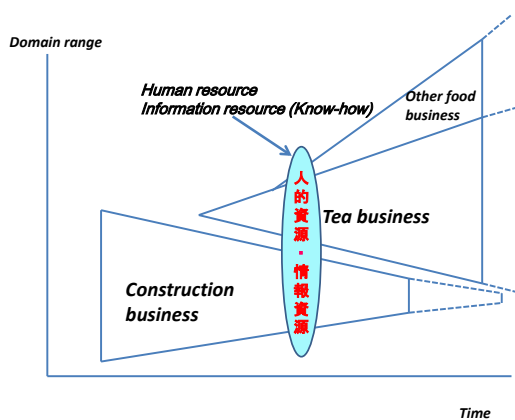 Domain range
Human resource
Information resource (Know-how)
Other food
business
人的資源・情報資源
Tea business
Construction
business
Time